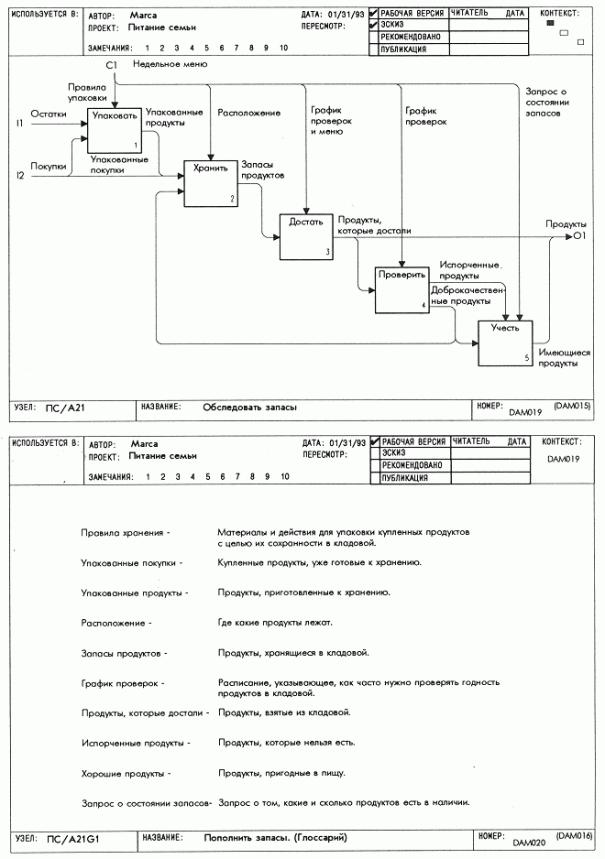 ИСПОЛЬЗУЕТСЯ В:
АВТОР: Marca
ДАТА: 01/31/93
РАБОЧАЯ ВЕРСИЯ
ЧИТАТЕЛЬ ДАТА
КОНТЕКСТ:
ПРОЕКТ: Питание семьи
ПЕРЕСМОТР:
ЭСКИЗ
РЕКОМЕНДОВАНО
ЗАМЕЧАНИЯ: 1 2 3 4 5 6 7 8 9 10
ПУБЛИКАЦИЯ
C1 Недельное меню
Правила
упаковки
I1
Остатки
Упаковать
1
Упакованные
продукты
Расположение
График
проверок
и меню
График
проверок
Запрос о
состоянии
запасов
I2
Покупки
Упакованные
покупки
Хранить
2
Запасы
продуктов
Достать
3
Продукты,
которые достали
Продукты
O1
Проверить
4
Испорченные
продукты
Доброкачествен-
ные продукты
Учесть
5
Имеющиеся
продукты
УЗЕЛ: ПС/A21
НАЗВАНИЕ: Обследовать запасы
НОМЕР: DAM019 (DAM015)
ИСПОЛЬЗУЕТСЯ В:
АВТОР: Marca
ДАТА: 01/31/93
РАБОЧАЯ ВЕРСИЯ
ЧИТАТЕЛЬ ДАТА
КОНТЕКСТ:
ПРОЕКТ: Питание семьи
ПЕРЕСМОТР:
ЭСКИЗ
DAM019
РЕКОМЕНДОВАНО
ЗАМЕЧАНИЯ: 1 2 3 4 5 6 7 8 9 10
ПУБЛИКАЦИЯ
Правила хранения - Материалы и действия для упаковки купленных продуктов
с целью их сохранности в кладовой.
Упакованные покупки - Купленные продукты, уже готовые к хранению.
Упакованные продукты - Продукты, приготовленные к хранению.
Расположение - Где какие продукты лежат.
Запасы продуктов - Продукты, хранящиеся в кладовой.
График проверок - Расписание, указывающее, как часто нужно проверять годность
продуктов в кладовой.
Продукты, которые достали - Продукты, взятые из кладовой.
Испорченные продукты - Продукты, которые нельзя есть.
Хорошие продукты - Продукты, пригодные в пищу.
Запрос о состоянии запасов- Запрос о том, какие и сколько продуктов есть в наличии.
УЗЕЛ: ПС/A21G1
НАЗВАНИЕ: Пополнить запасы. (Глоссарий)
НОМЕР: DAM020 (DAM016)